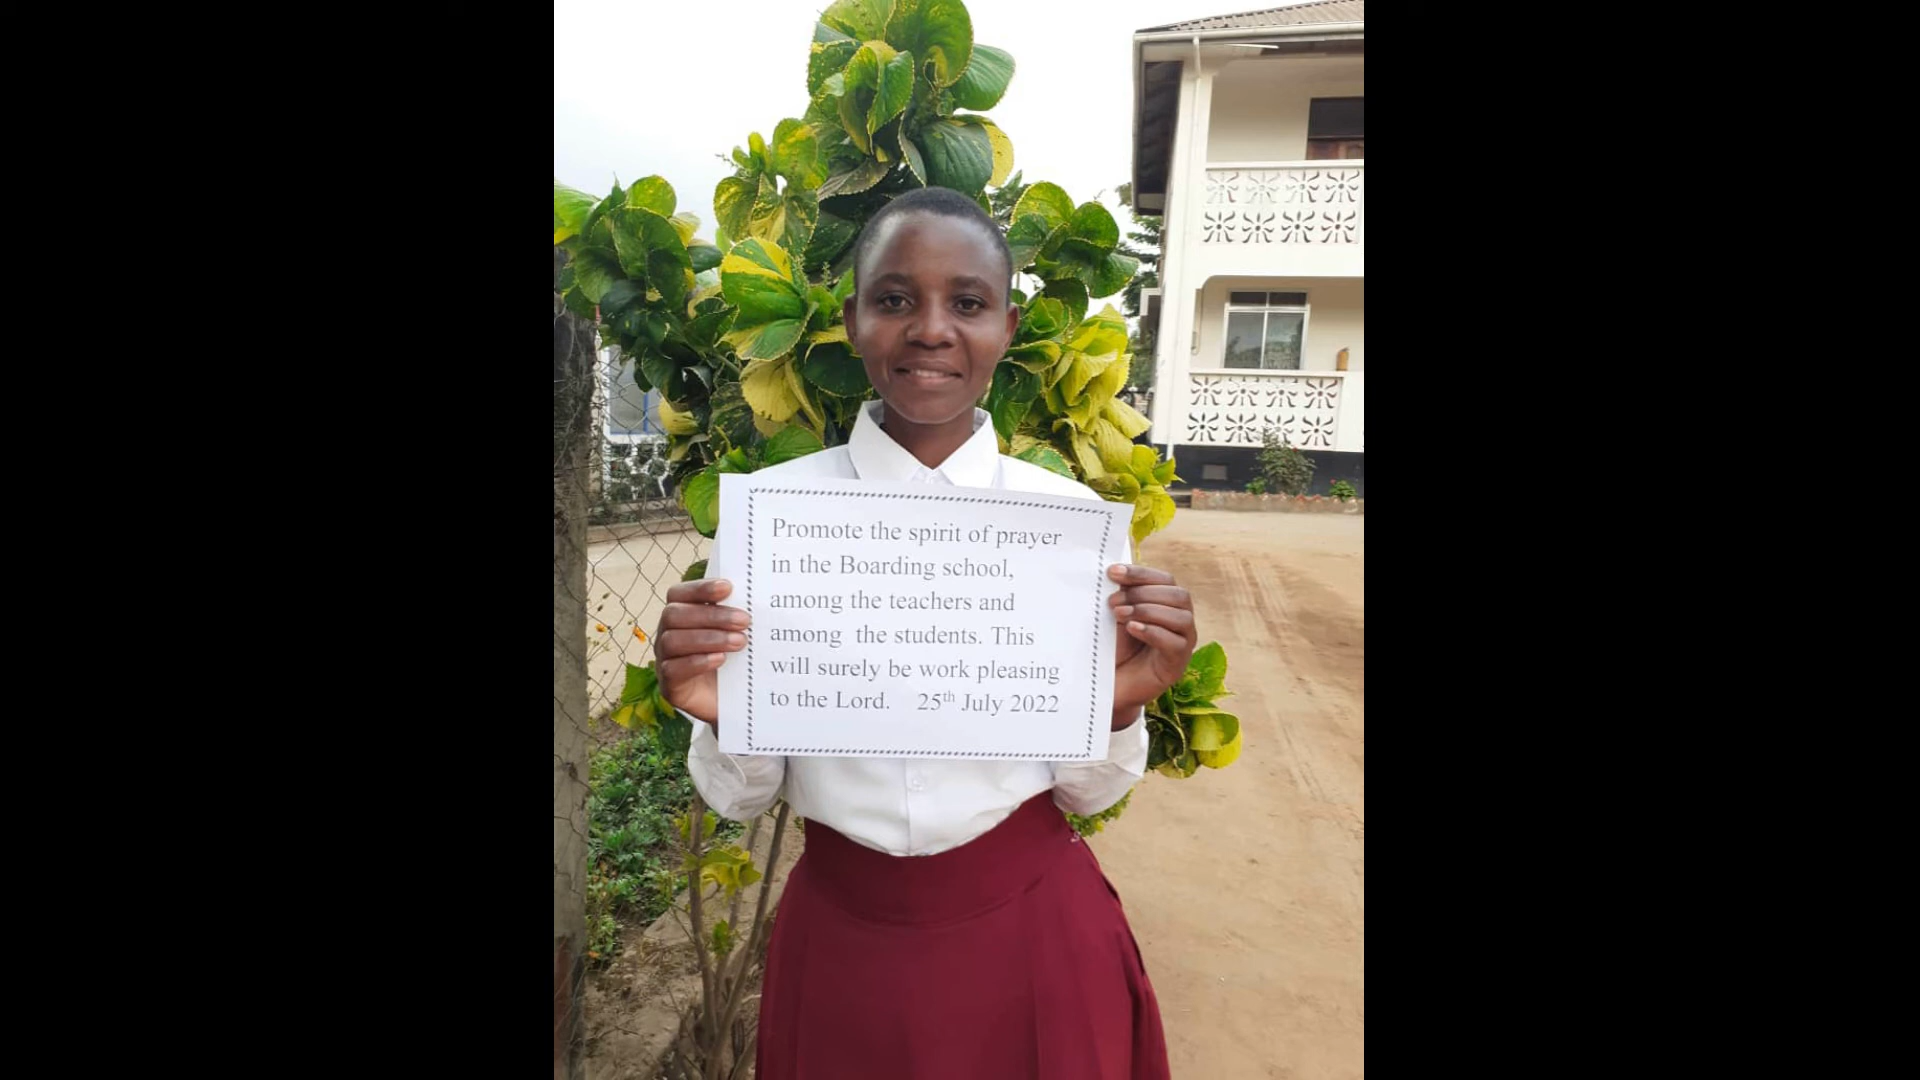 Promote the spirit of prayer
in the Boarding school,
among the teachers and
among the students. This
will surely be work pleasing
to the Lord. 25th July 2022